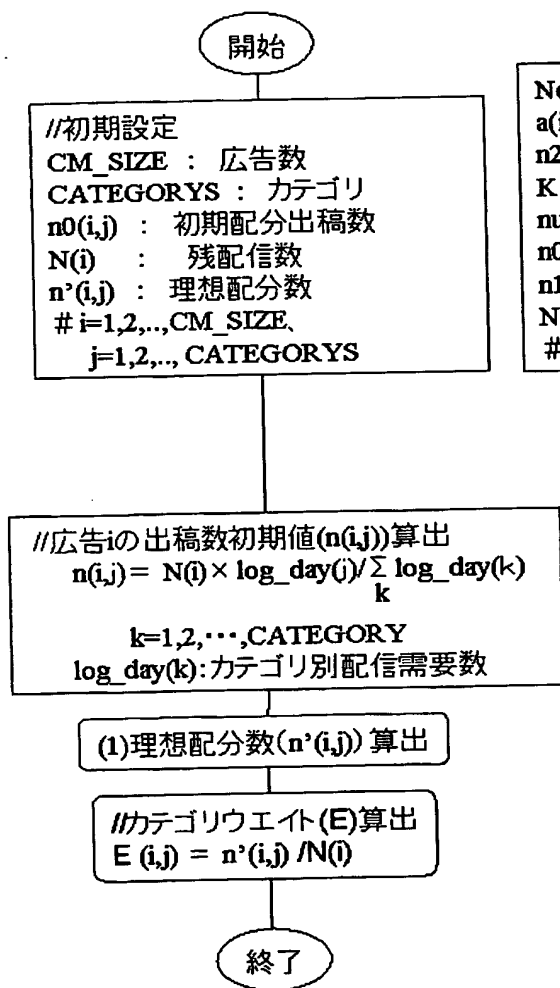 開始
//初期設定
CM_SIZE : 広告数
CATEGORYS : カテゴリ
n0(i,j) : 初期配分出稿数
N(i) : 残配信数
n’(i,j) : 理想配分数
# i=1,2,..,CM_SIZE、
j=1,2,.., CATEGORYS
a(i
n2
K
n0
n1
N
#
//広告iの出稿数初期値(n(i,j))算出
n(i,j)= N(i)× log_day(j)/∑ log_day(k)
k
k=1,2,･･･,CATEGORY
log_day(k):カテゴリ別配信需要数
(1)理想配分数(n’(i,j))算出
//カテゴリウエイト(E)算出
E (i,j) = n’(i,j) /N(i)
終了